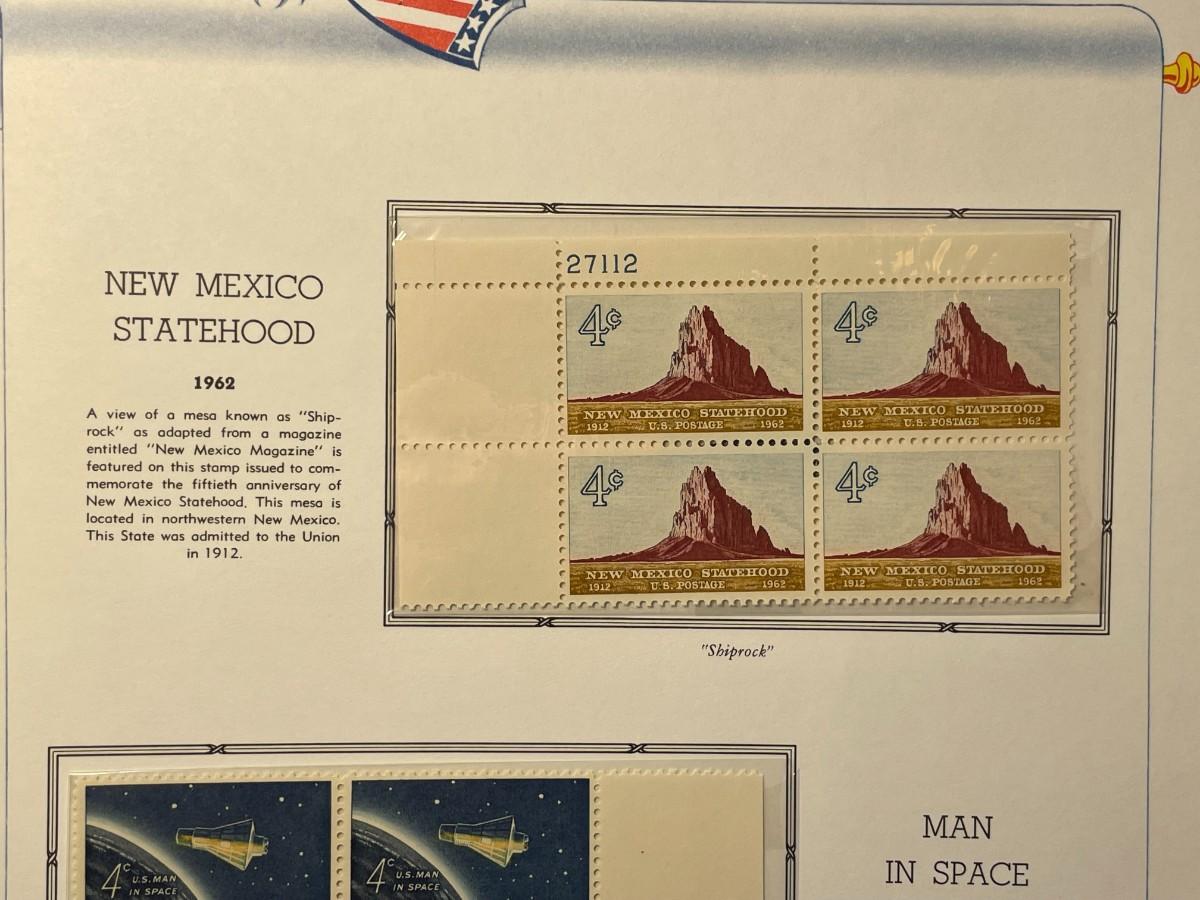 NEW MEXICO
STATEHOOD
1962
A view of a mesa known as "Ship-
rock" as adapted from a magazine
entitled "New Mexico Magazine" is
featured on this stamp issued to com-
memorate the fiftieth anniversary of
New Mexico Statehood. This mesa is
located in northwestern New Mexico.
This State was admitted to the Union
in 1912.
27112
4¢
NEW MEXICO STATEHOOD
1912 U.S. POSTAGE 1962
4¢
NEW MEXICO STATEHOOD
1912 U.S. POSTAGE 1962
4¢
NEW MEXICO STATEHOOD
1912 U.S. POSTAGE 1962
4¢
NEW MEXICO STATEHOOD
1912 U.S. POSTAGE 1962
"Shiprock"
4c U.S. MAN
IN SPACE
4c U.S. MAN
IN SPACE
MAN
IN SPACE